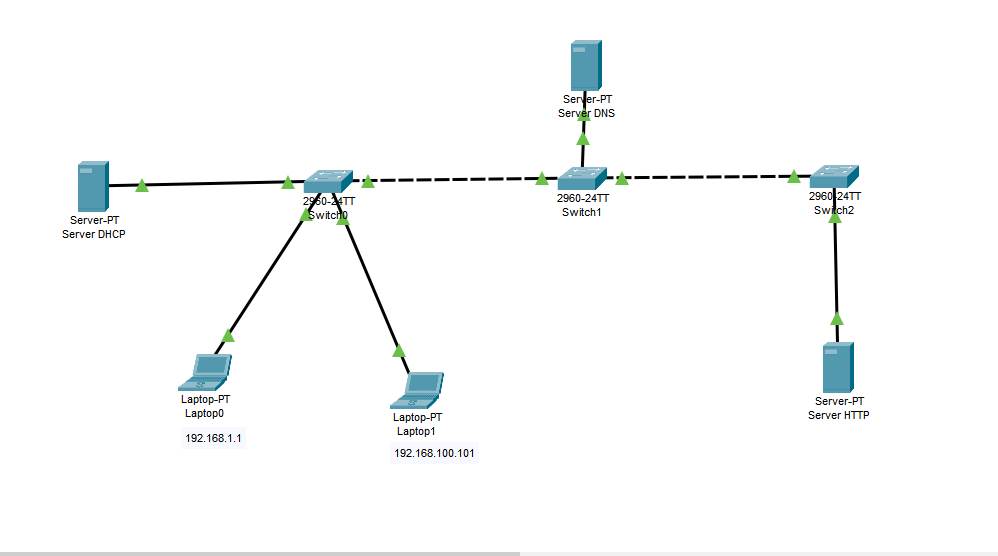 Server-PT
Server DNS
2960-24TT
Switch0
2960-24TT
Switch1
2960-24TT
Switch2
Server-PT
Server DHCP
Laptop-PT
Laptop0
192.168.1.1
Laptop-PT
Laptop1
192.168.100.101
Server-PT
Server HTTP